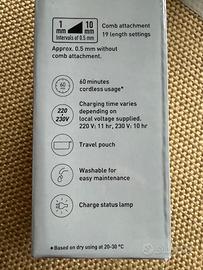 1 mm 10 mm
Intervals of 0.5 mm
Comb attachment
19 length settings
Approx. 0.5 mm without
comb attachment.
60
60 minutes
cordless usage*
220
230V
Charging time varies
depending on
local voltage supplied.
220 V: 11 hr, 230 V: 10 hr
Travel pouch
Washable for
easy maintenance
Charge status lamp
*Based on dry using at 20-30 °C